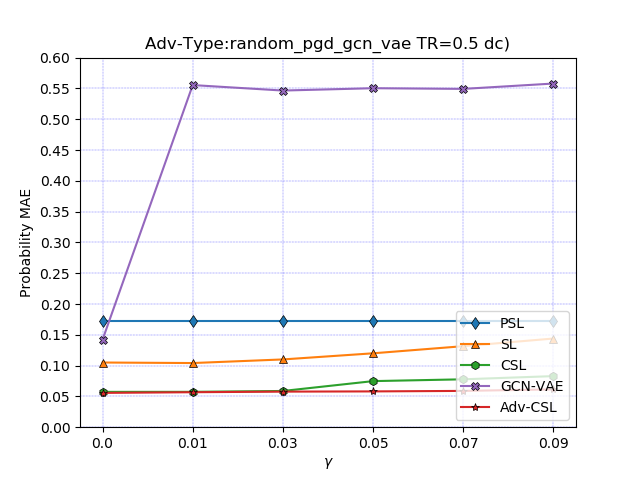 Adv-Type:random_pgd_gcn_vae TR=0.5 dc)
Probability MAE
0.60
0.55
0.50
0.45
0.40
0.35
0.30
0.25
0.20
0.15
0.10
0.05
0.00
PSL
SL
CSL
GCN-VAE
Adv-CSL
0.0 0.01 0.03 0.05 0.07 0.09
γ